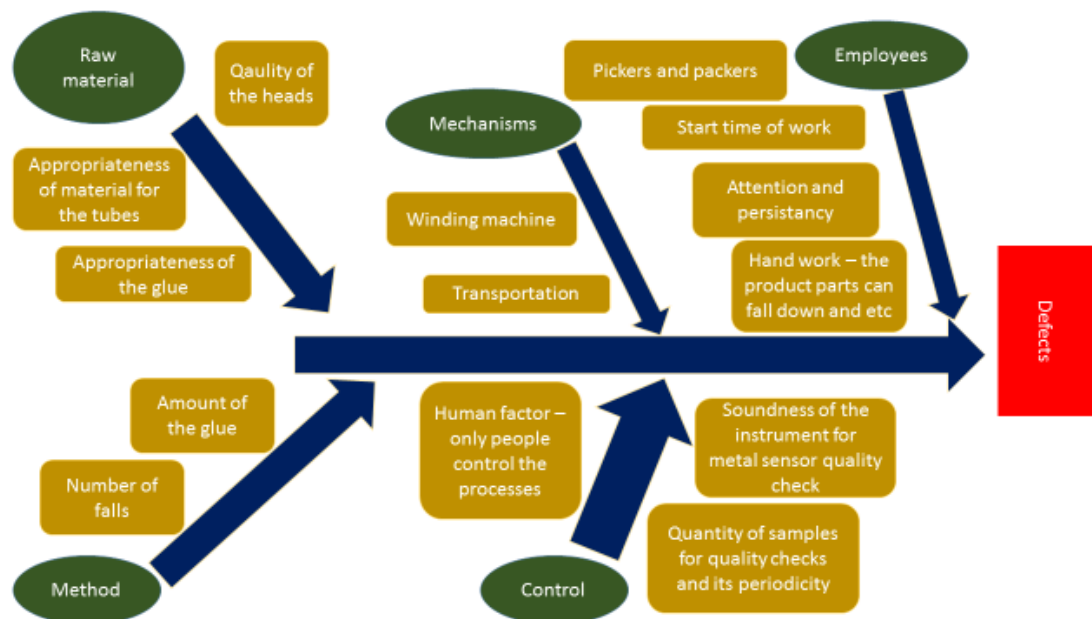 Raw
material
Qaulity of
the heads
Appropriateness
of material for
the tubes
Appropriateness of
the glue
Mechanisms
Winding machine
Transportation
Pickers and packers
Employees
Start time of work
Attention and
persistancy
Hand work – the
product parts can
fall down and etc
Defects
Amount of
the glue
Number of
falls
Method
Human factor –
only people
control the
processes
Soundness of the
instrument for
metal sensor quality
check
Quantity of samples
for quality checks
and its periodicity
Control